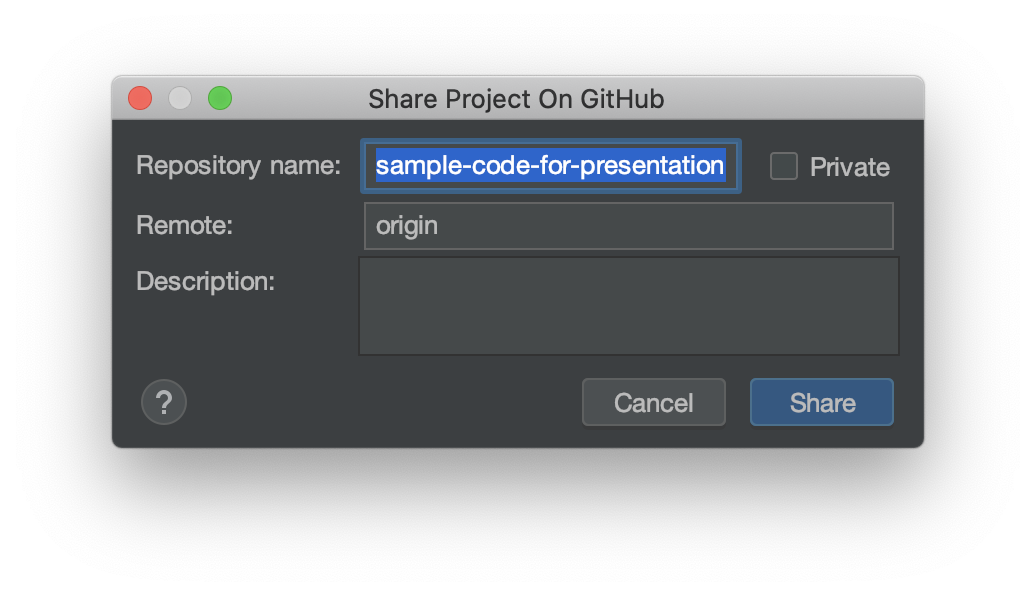 Share Project On GitHub
Repository name: sample-code-for-presentation Private
Remote: origin
Description:
? Cancel Share